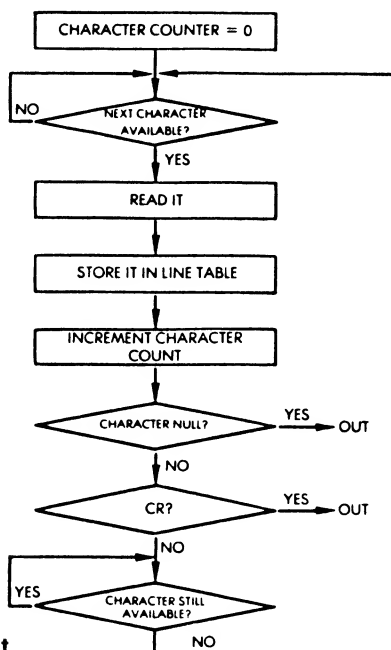 CHARACTER COUNTER = 0
NO
NEXT CHARACTER
AVAILABLE?
YES
READ IT
STORE IT IN LINE TABLE
INCREMENT CHARACTER
COUNT
CHARACTER NULL?
YES
OUT
NO
CR?
YES
OUT
NO
YES
CHARACTER STILL
AVAILABLE?
NO
t